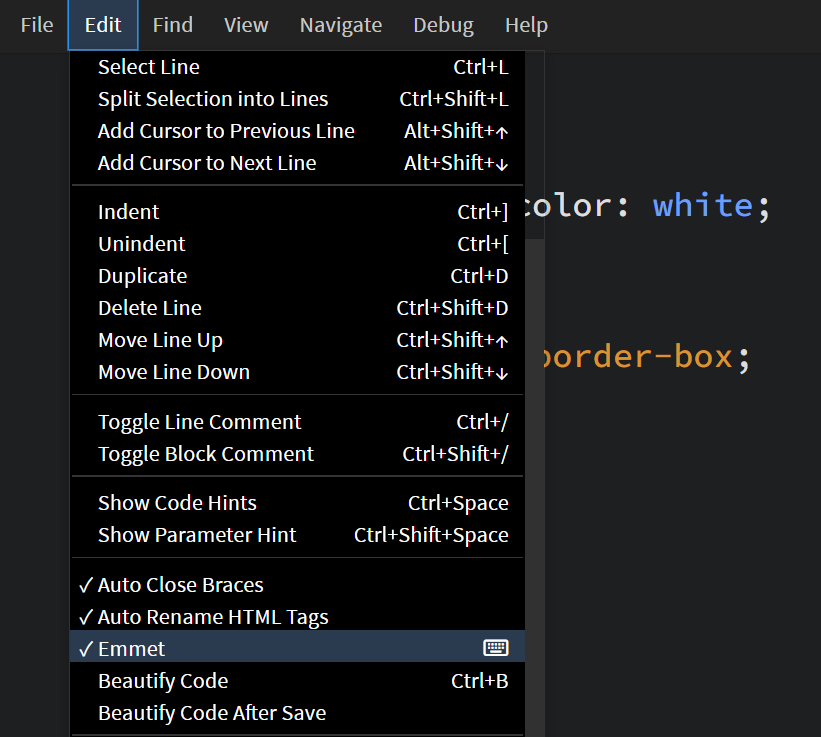 File Edit Find View Navigate Debug Help
Select Line Ctrl+L
Split Selection into Lines Ctrl+Shift+L
Add Cursor to Previous Line Alt+Shift+↑
Add Cursor to Next Line Alt+Shift+↓
Indent Ctrl+]
color: white;
Unindent Ctrl+[
Duplicate Ctrl+D
Delete Line Ctrl+Shift+D
Move Line Up Ctrl+Shift+↑
border-box;
Move Line Down Ctrl+Shift+↓
Toggle Line Comment Ctrl+/
Toggle Block Comment Ctrl+Shift+/
Show Code Hints Ctrl+Space
Show Parameter Hint Ctrl+Shift+Space
✓ Auto Close Braces
✓ Auto Rename HTML Tags
✓ Emmet
Beautify Code Ctrl+B
Beautify Code After Save